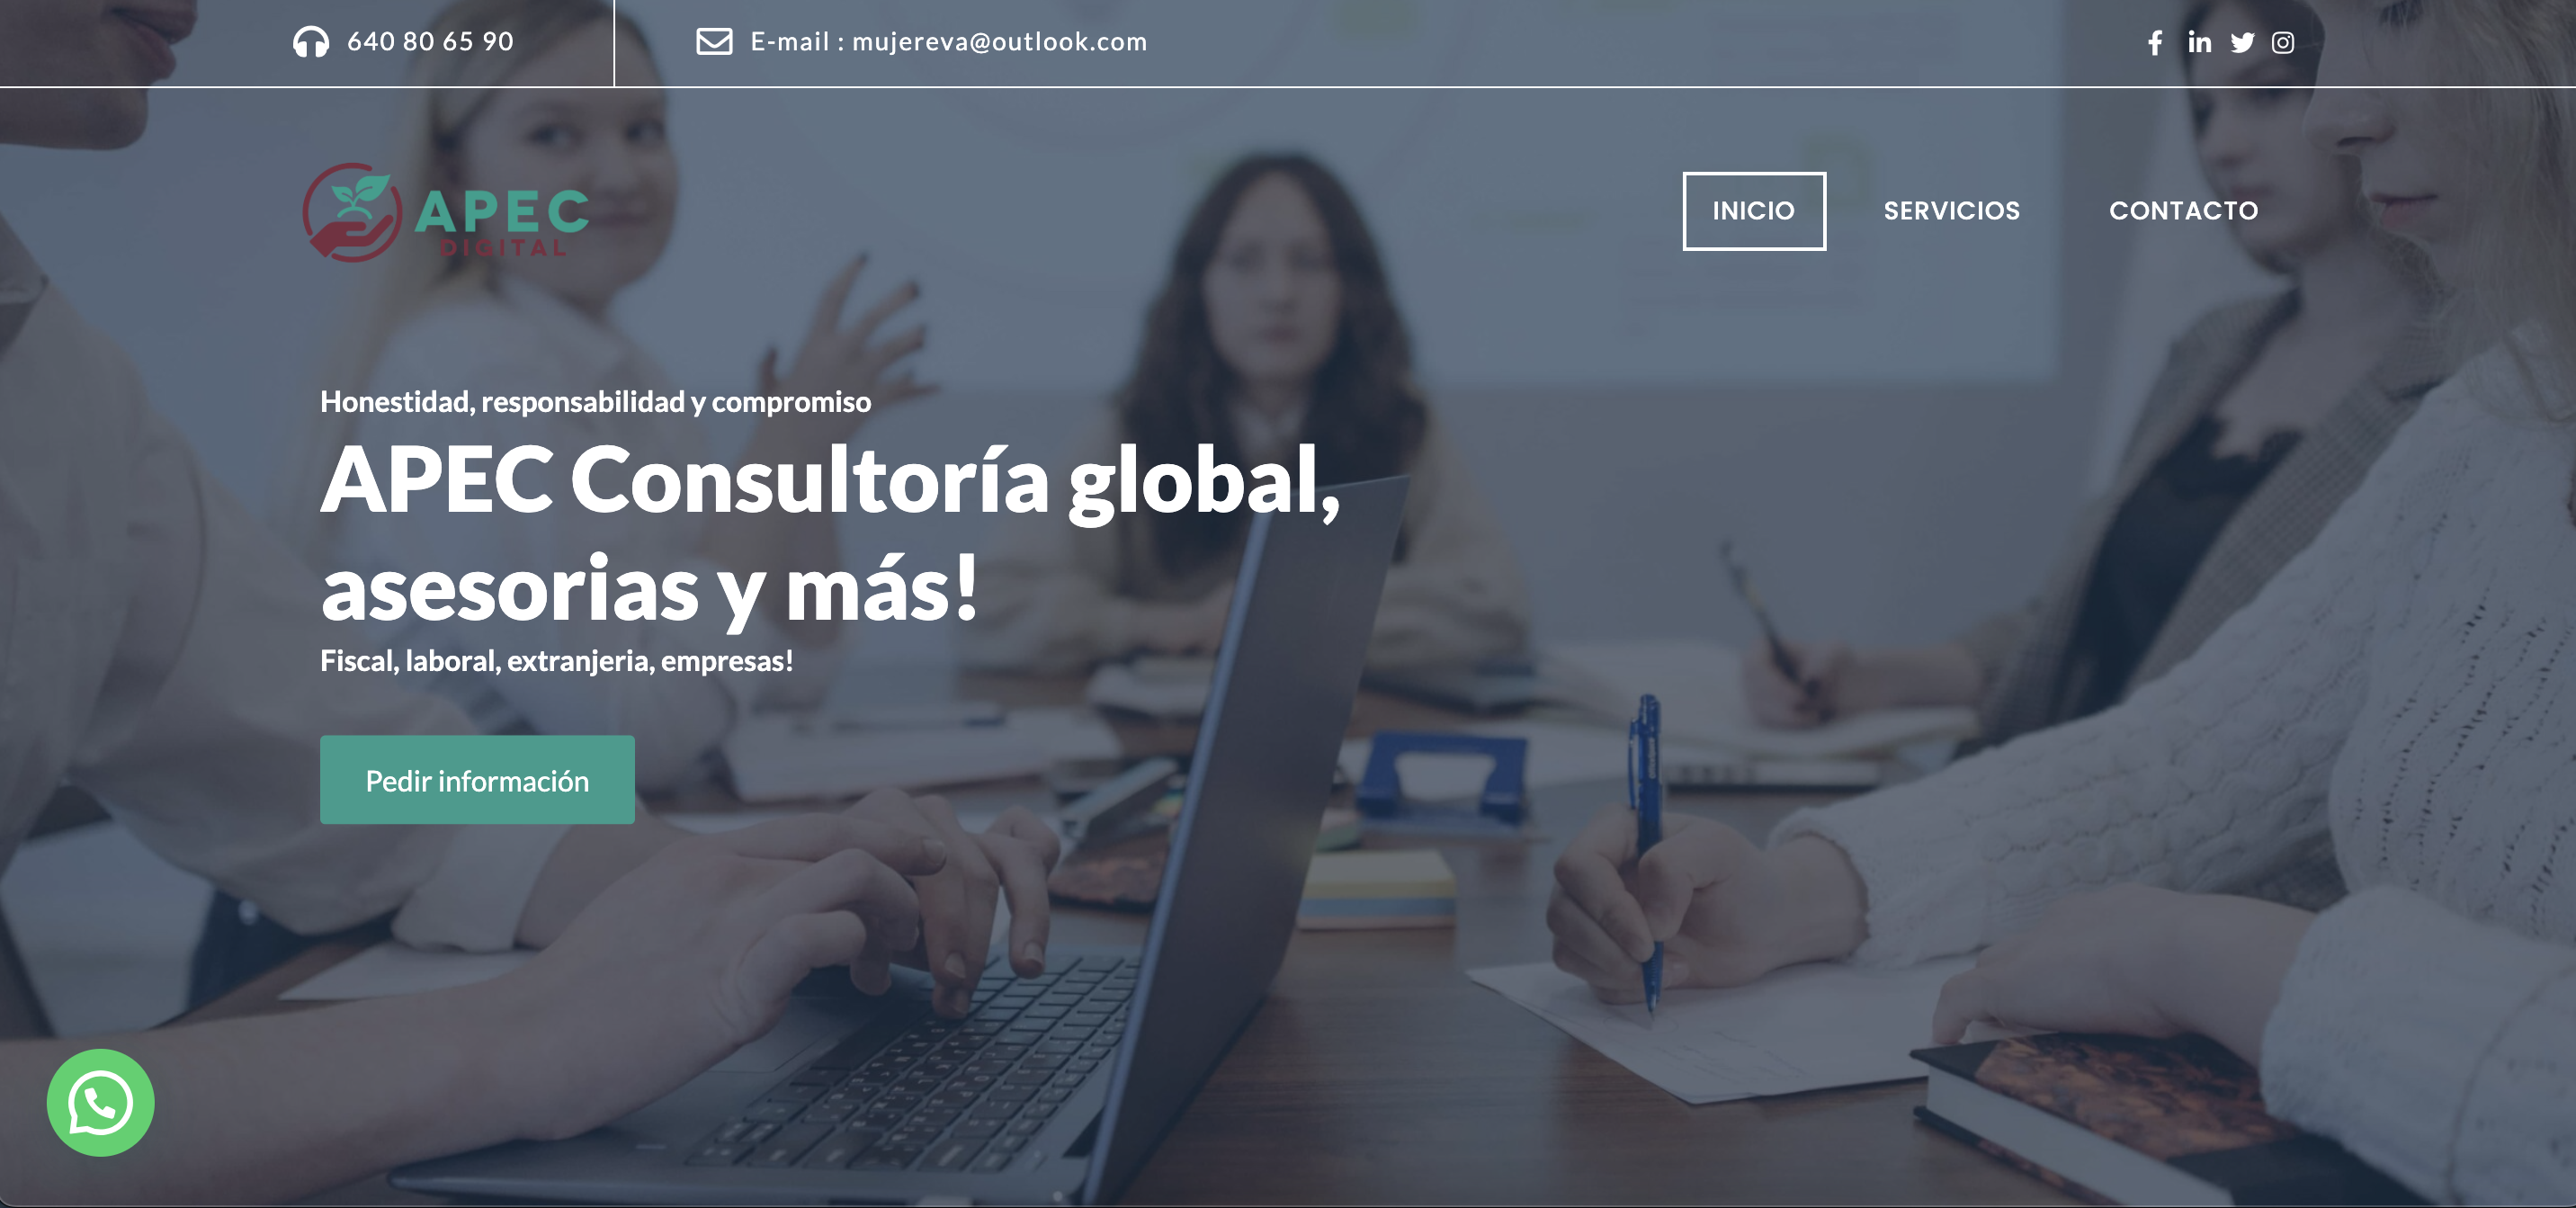 640 80 65 90
E-mail : mujereva@outlook.com
APEC
DIGITAL
INICIO
SERVICIOS
CONTACTO
Honestidad, responsabilidad y compromiso
APEC Consultoría global,
asesorias y más!
Fiscal, laboral, extranjeria, empresas!
Pedir información